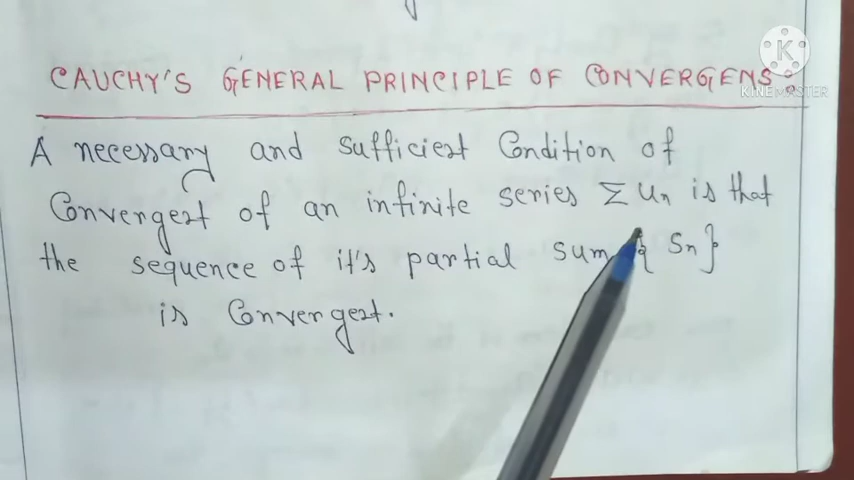 CAUCHY'S GENERAL PRINCIPLE OF CONVERGENS:
KINEMASTER
A necessary and sufficient Condition of
Convergent of an infinite series Σ Un is that
the sequence of it's partial sum { Sn}
is Convergent.